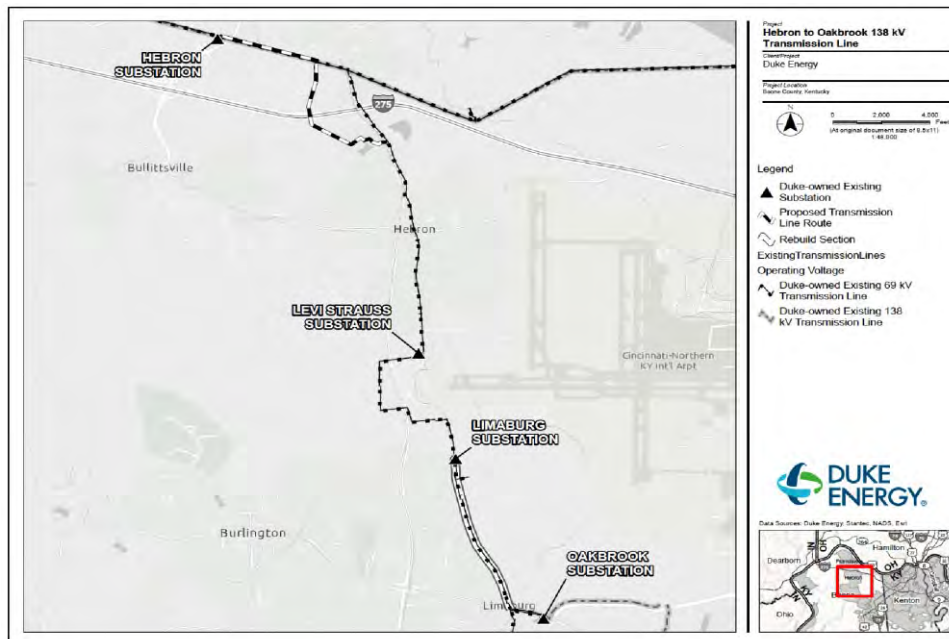 HEBRON
SUBSTATION
275
Bullittsville
Hebron
LEVI STRAUSS
SUBSTATION
Cincinnati-Northern
KY Int'l Arpt
LIMABURG
SUBSTATION
Burlington
OAKBROOK
SUBSTATION
Limaburg
Project
Hebron to Oakbrook 138 kV
Transmission Line
Client/Project
Duke Energy
Project Location
Boone County, Kentucky
N
0 2,000 4,000
Feet
(At original document size of 8.5x11)
1:48,000
Legend
Duke-owned Existing
Substation
Proposed Transmission
Line Route
Rebuild Section
ExistingTransmissionLines
Operating Voltage
Duke-owned Existing 69 kV
Transmission Line
Duke-owned Existing 138
kV Transmission Line
DUKE
ENERGY®
Data Sources: Duke Energy, Stantec, NADS, Esri
Dearborn
IN
OH
Hamilton
Hebron
OH
KY
KY
IN
Kenton
Ohio